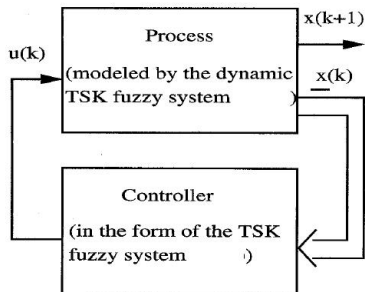 x(k+1)
u(k)
Process
(modeled by the dynamic
TSK fuzzy system )
x(k)
Controller
(in the form of the TSK
fuzzy system )